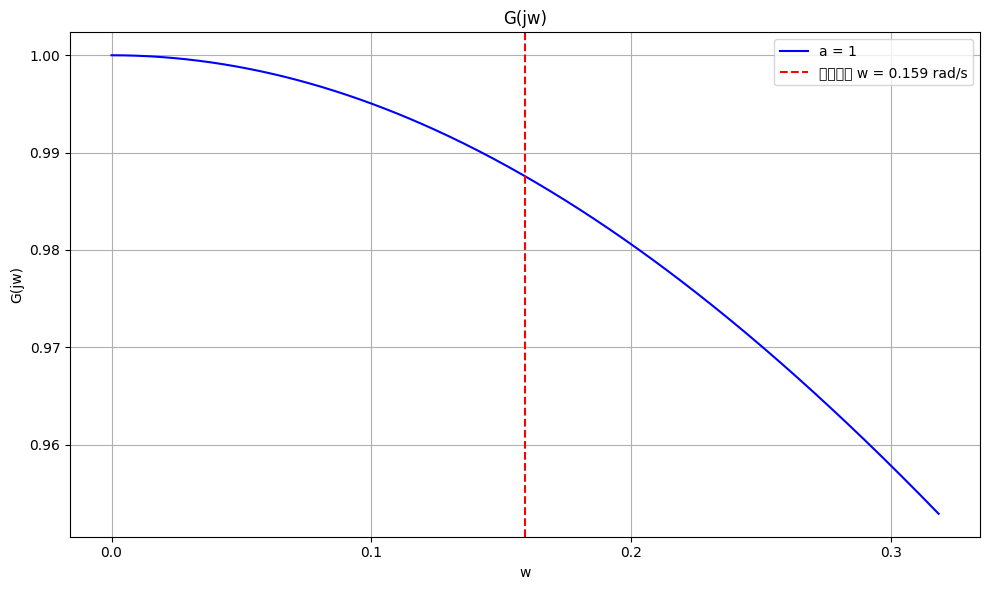 G(jw)
a = 1
w = 0.159 rad/s
G(jw)
1.00
0.99
0.98
0.97
0.96
0.0 0.1 0.2 0.3
w